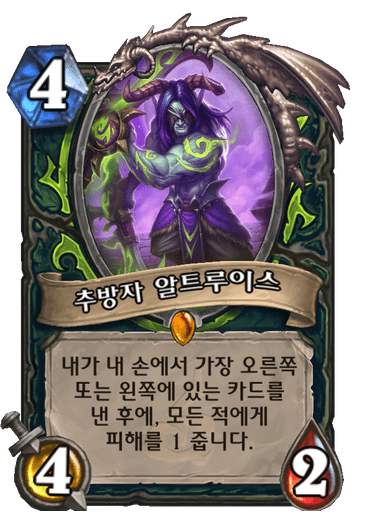 4
추방자 알트루이스
내가 내 손에서 가장 오른쪽
또는 왼쪽에 있는 카드를
낸 후에, 모든 적에게
피해를 1 줍니다.
4
2